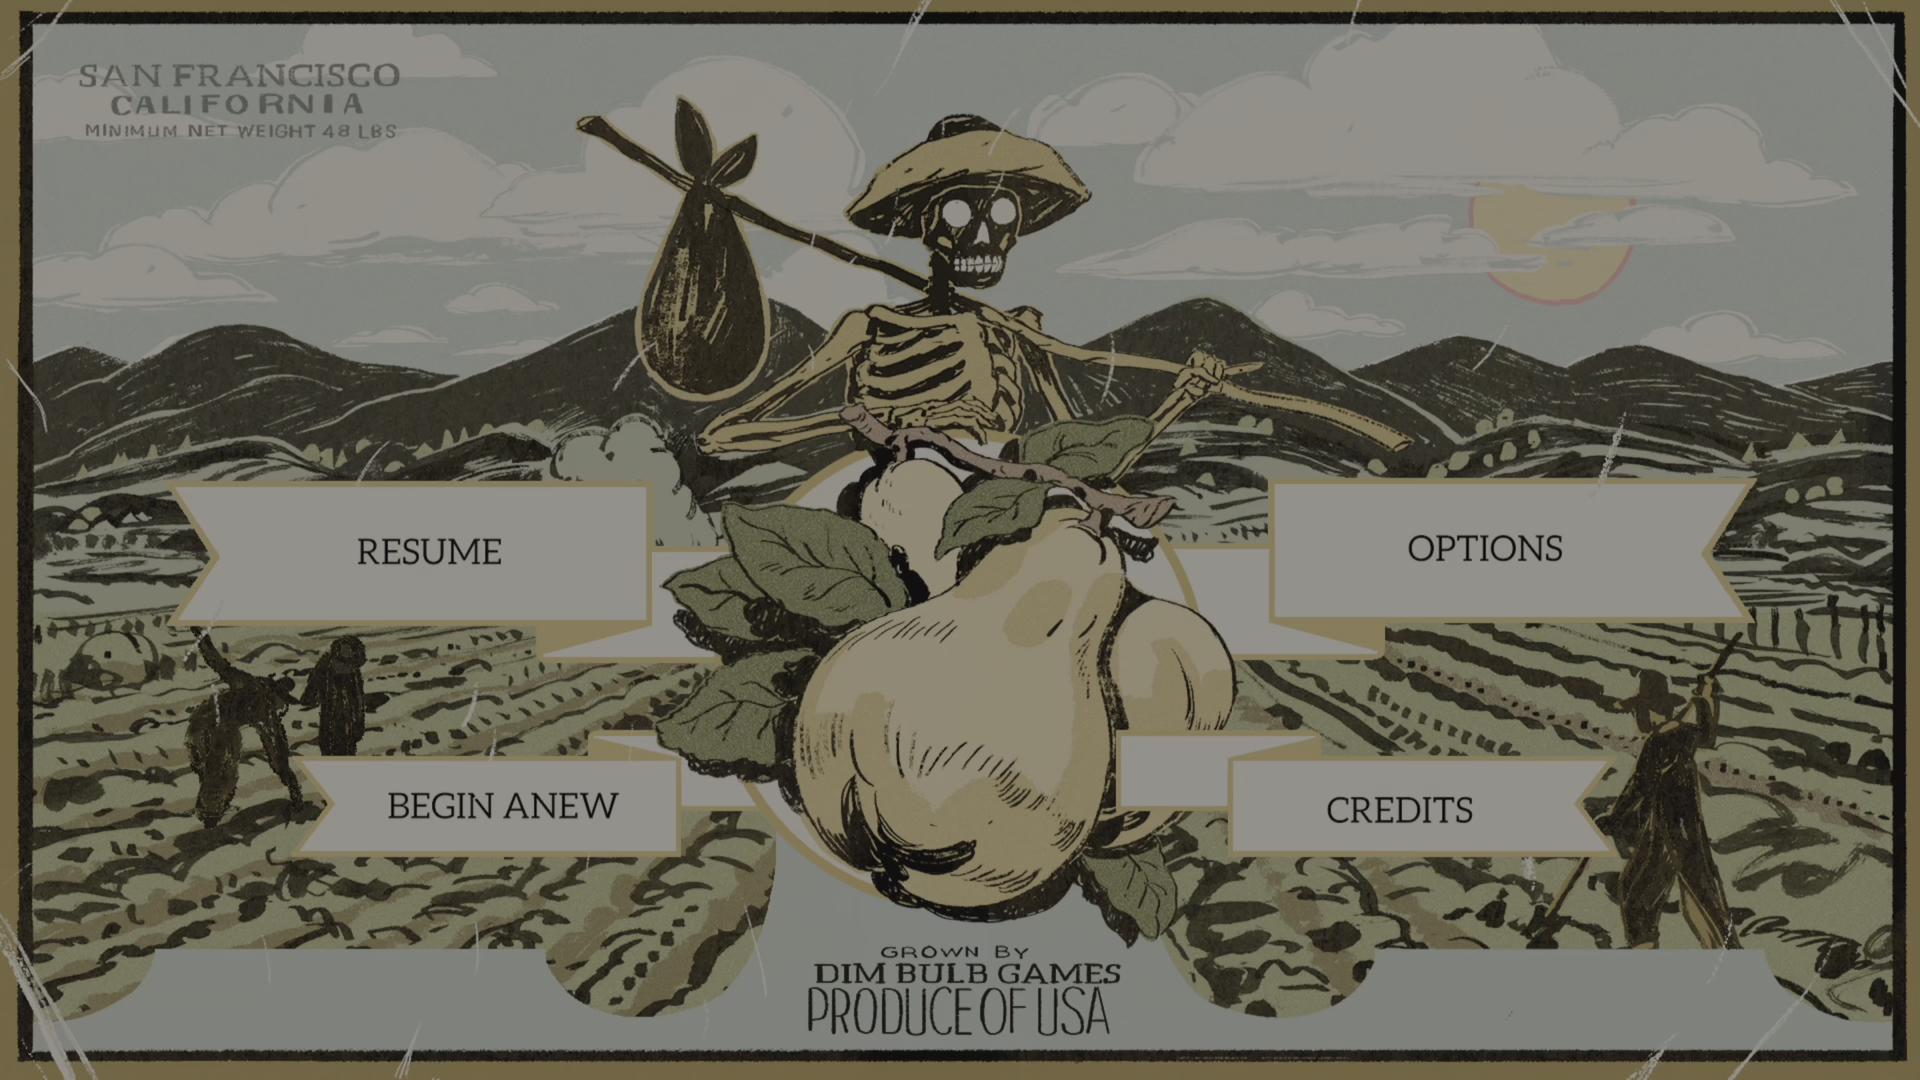 SAN FRANCISCO
CALIFORNIA
MINIMUM NET WEIGHT 48 LBS
RESUME
OPTIONS
BEGIN ANEW
CREDITS
GROWN BY
DIM BULB GAMES
PRODUCE OF USA